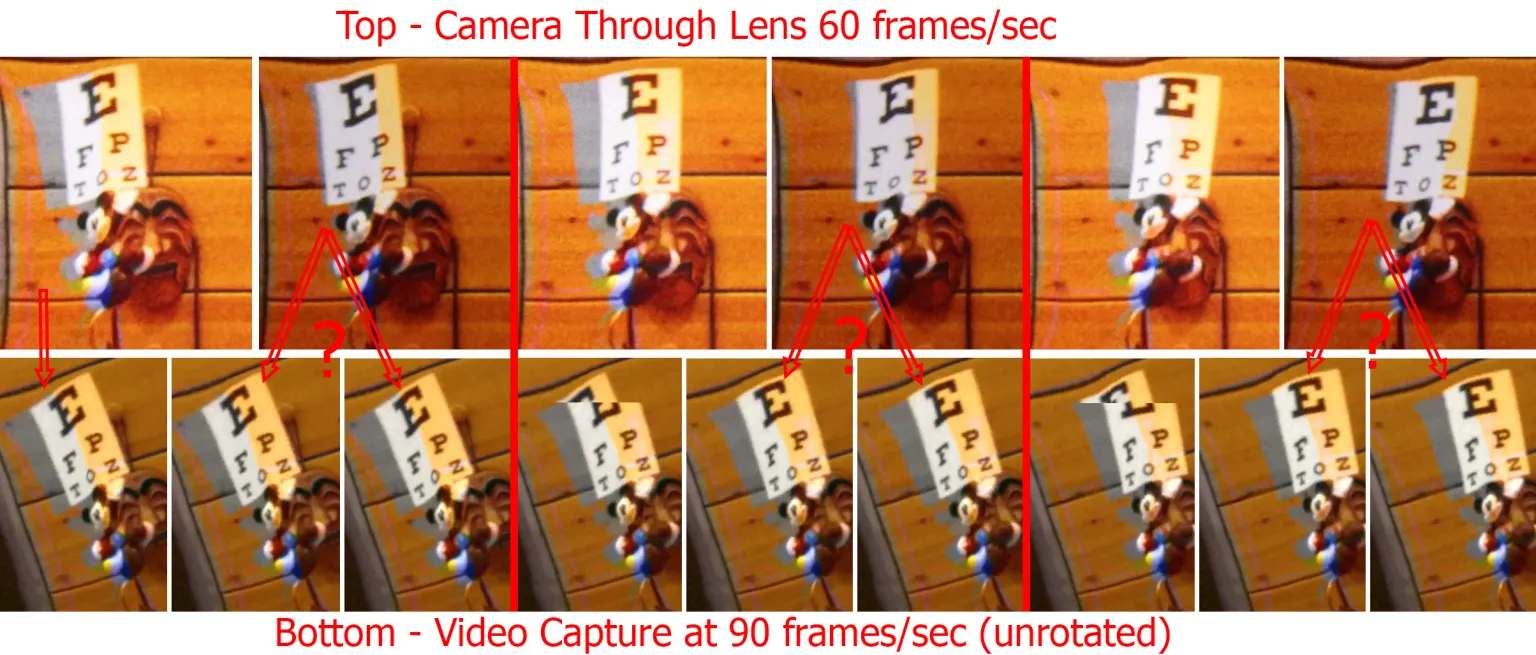 Top - Camera Through Lens 60 frames/sec
E
F P
T O Z
E
F P
T O Z
E
F P
T O Z
E
F P
T O Z
E
F P
T O Z
E
F P
T O Z
?
?
?
E
F P
T O Z
E
F P
T O Z
E
F P
T O Z
E
F P
T O Z
E
F P
T O Z
E
F P
T O Z
E
F P
T O Z
E
F P
T O Z
E
F P
T O Z
Bottom - Video Capture at 90 frames/sec (unrotated)